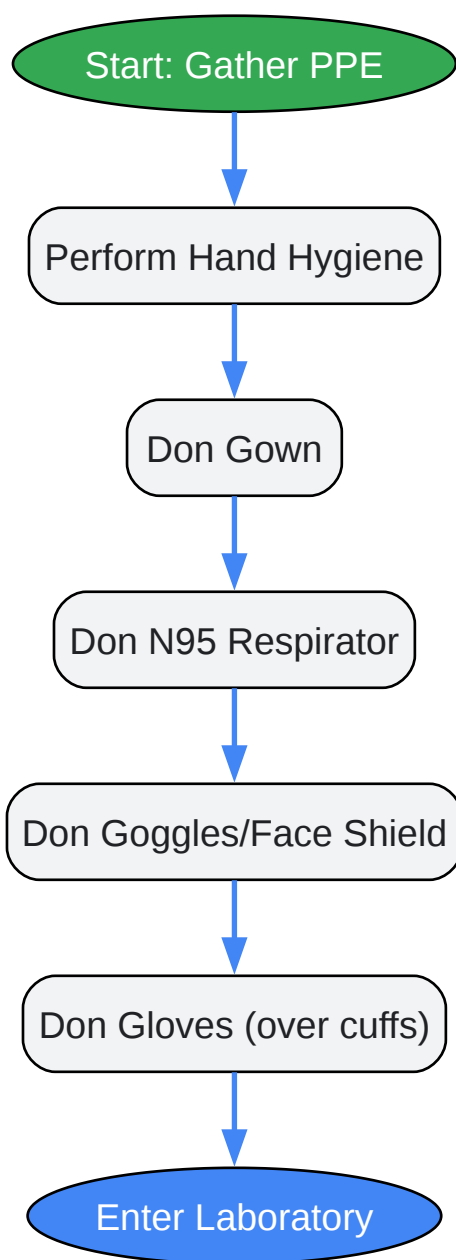 Start: Gather PPE
Perform Hand Hygiene
Don Gown
Don N95 Respirator
Don Goggles/Face Shield
Don Gloves (over cuffs)
Enter Laboratory